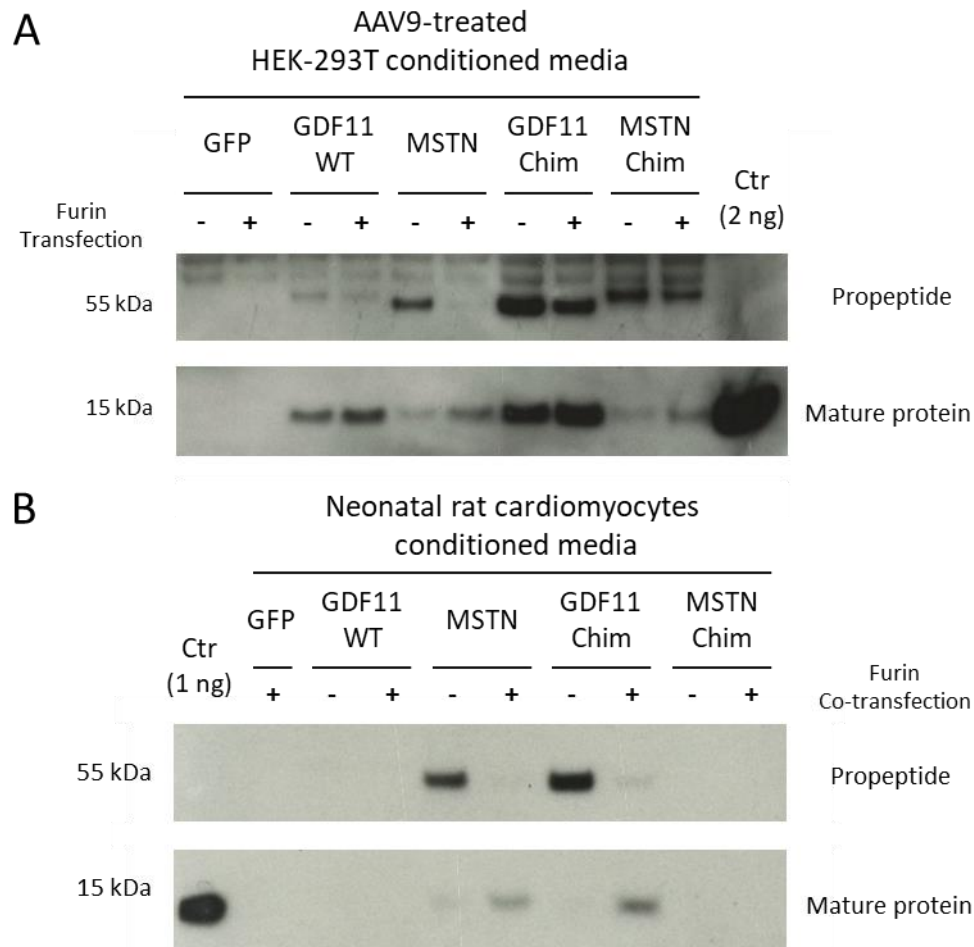 A
AAV9-treated
HEK-293T conditioned media
GFP
GDF11
WT
MSTN
GDF11
Chim
MSTN
Chim
Ctr
(2 ng)
Furin
Transfection
- + - + - + - + - +
55 kDa
Propeptide
15 kDa
Mature protein
B
Neonatal rat cardiomyocytes
conditioned media
Ctr
(1 ng)
GFP
GDF11
WT
MSTN
GDF11
Chim
MSTN
Chim
+ - + - + - + - +
Furin
Co-transfection
55 kDa
Propeptide
15 kDa
Mature protein